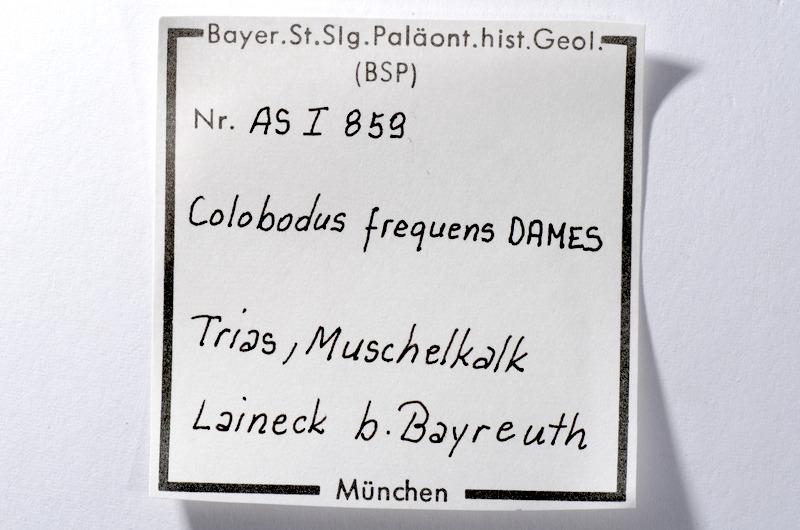 Bayer.St.Slg.Paläont.hist.Geol.
(BSP)
Nr. AS I 859
Colobodus frequens DAMES
Trias, Muschelkalk
Laineck b. Bayreuth
München